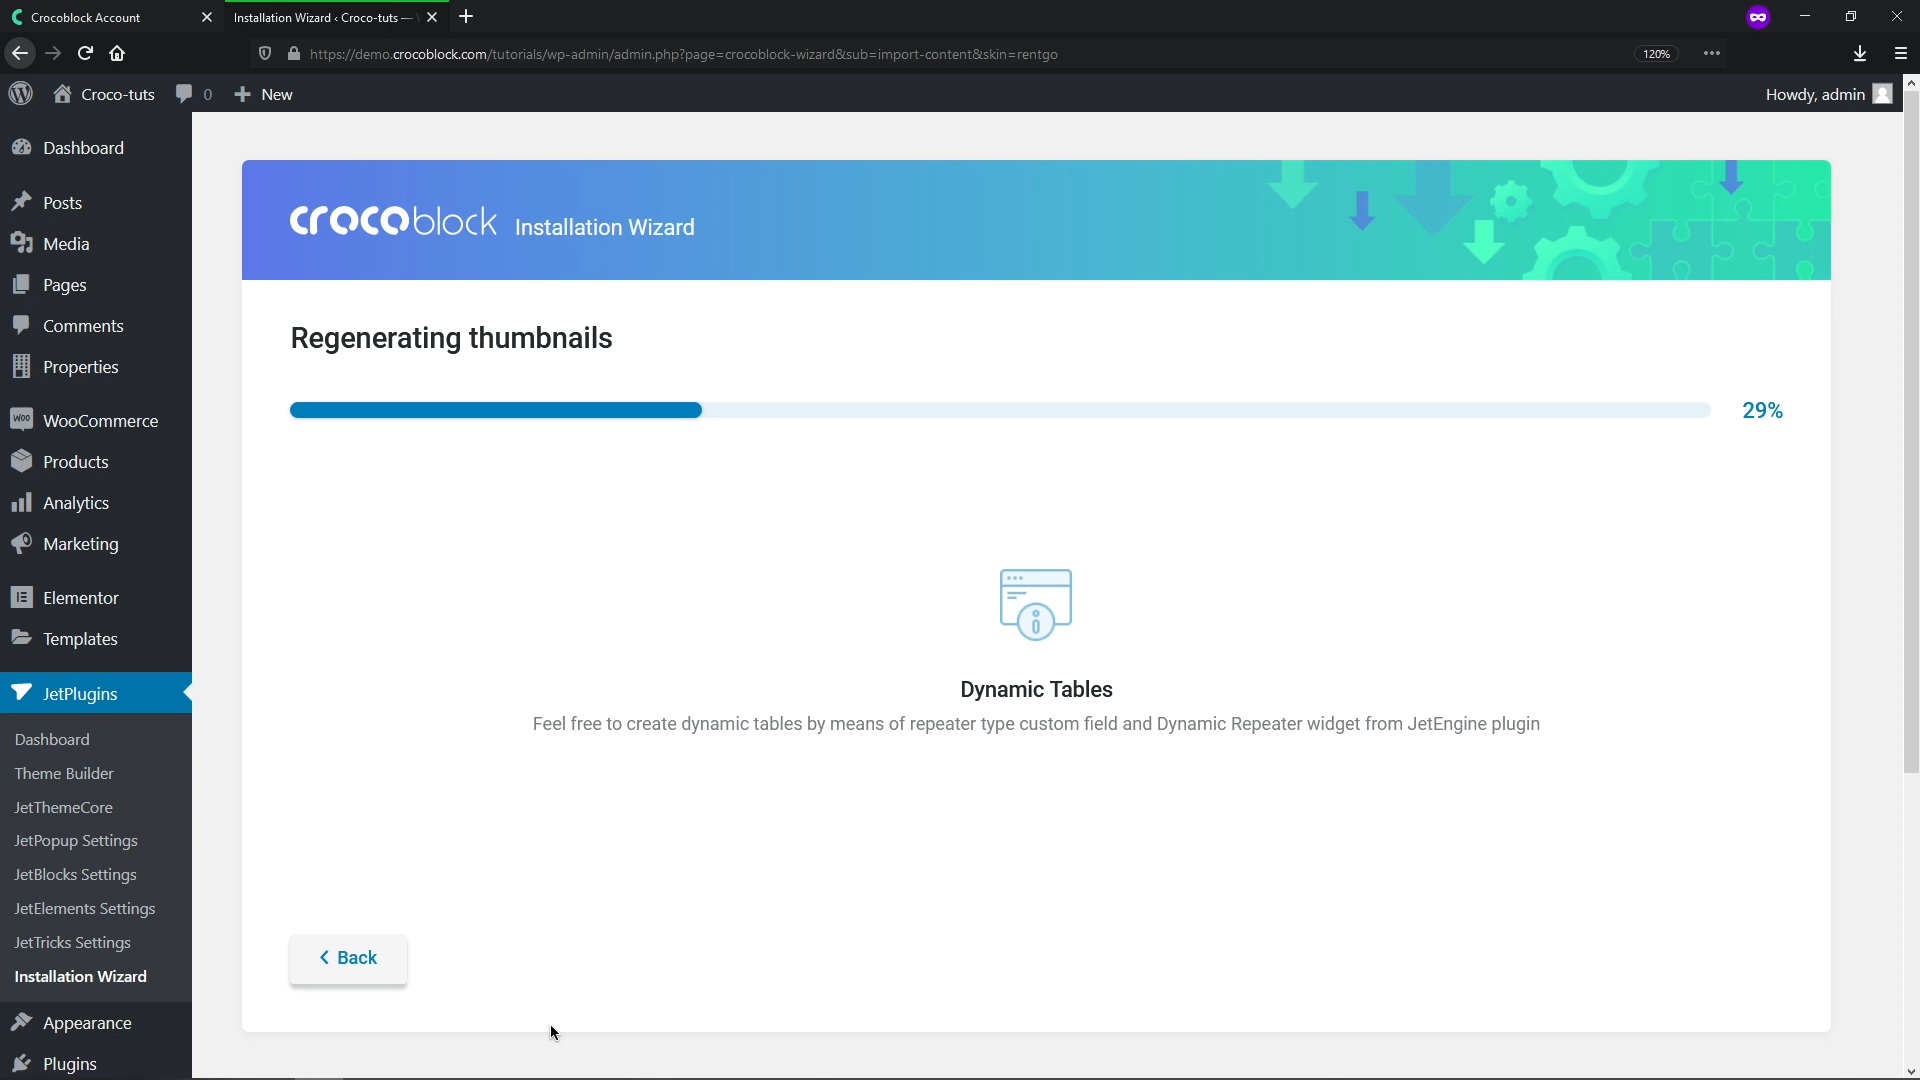 Crocoblock Account
Installation Wizard ‹ Croco-tuts —
https://demo.crocoblock.com/tutorials/wp-admin/admin.php?page=crocoblock-wizard&sub=import-content&skin=rentgo
120%
Croco-tuts
0
New
Howdy, admin
Dashboard
Posts
Media
Pages
Comments
Properties
WooCommerce
Products
Analytics
Marketing
Elementor
Templates
JetPlugins
Dashboard
Theme Builder
JetThemeCore
JetPopup Settings
JetBlocks Settings
JetElements Settings
JetTricks Settings
Installation Wizard
Appearance
Plugins
crocoblock Installation Wizard
Regenerating thumbnails
29%
Dynamic Tables
Feel free to create dynamic tables by means of repeater type custom field and Dynamic Repeater widget from JetEngine plugin
Back